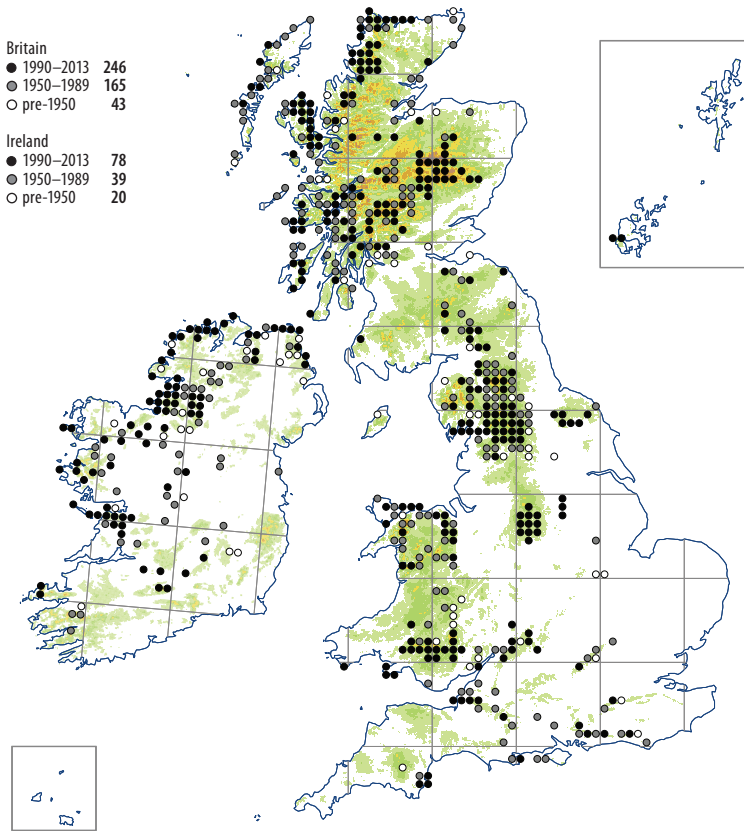 Britain
1990–2013 246
1950–1989 165
pre-1950 43
Ireland
1990–2013 78
1950–1989 39
pre-1950 20